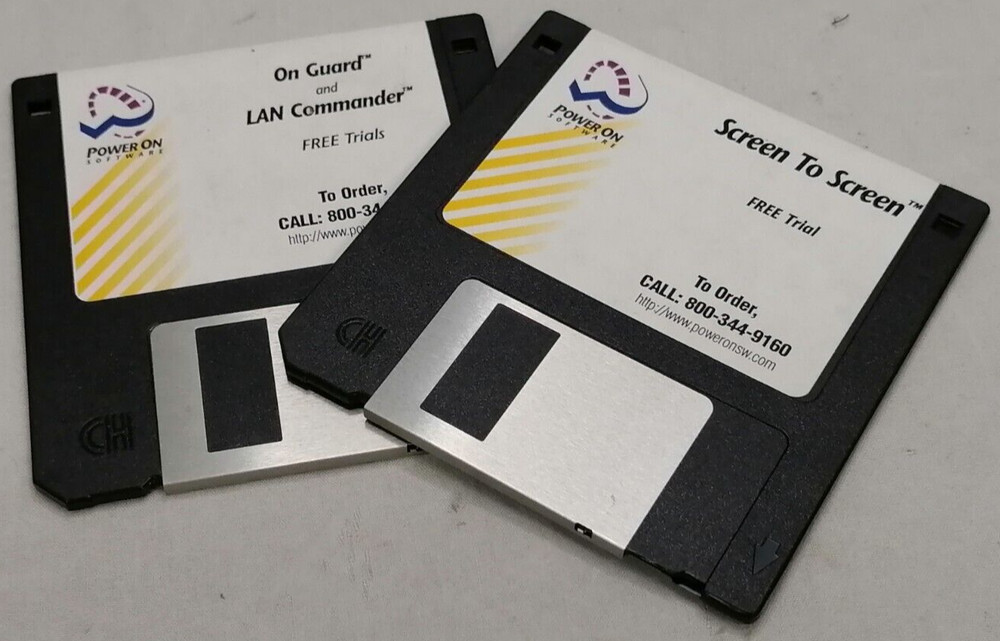 On Guard™
and
LAN Commander™
FREE Trials
POWER ON
SOFTWARE
To Order,
CALL: 800-34
http://www.po
Screen To Screen™
FREE Trial
POWER ON
SOFTWARE
To Order,
CALL: 800-344-9160
http://www.poweronsw.com